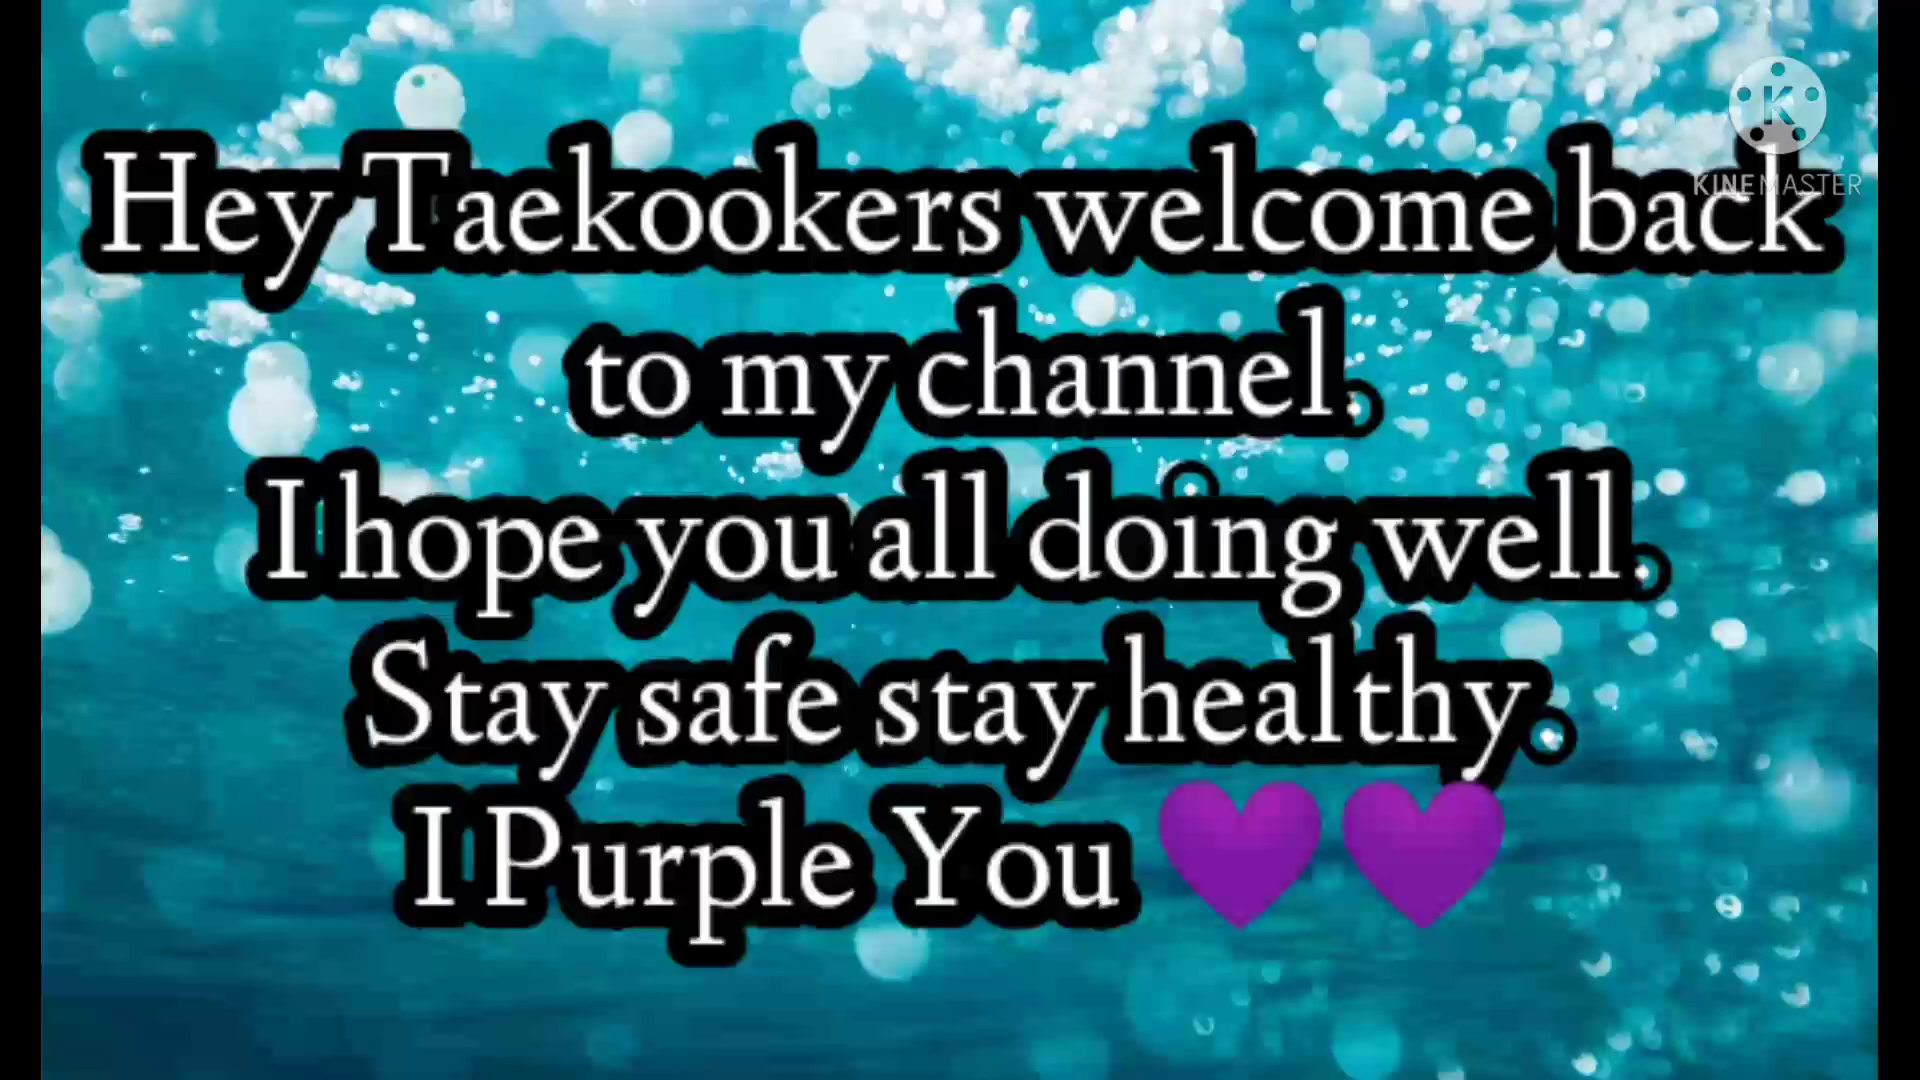 KINEMASTER
Hey Taekookers welcome back
to my channel.
I hope you all doing well.
Stay safe stay healthy.
I Purple You 💜💜